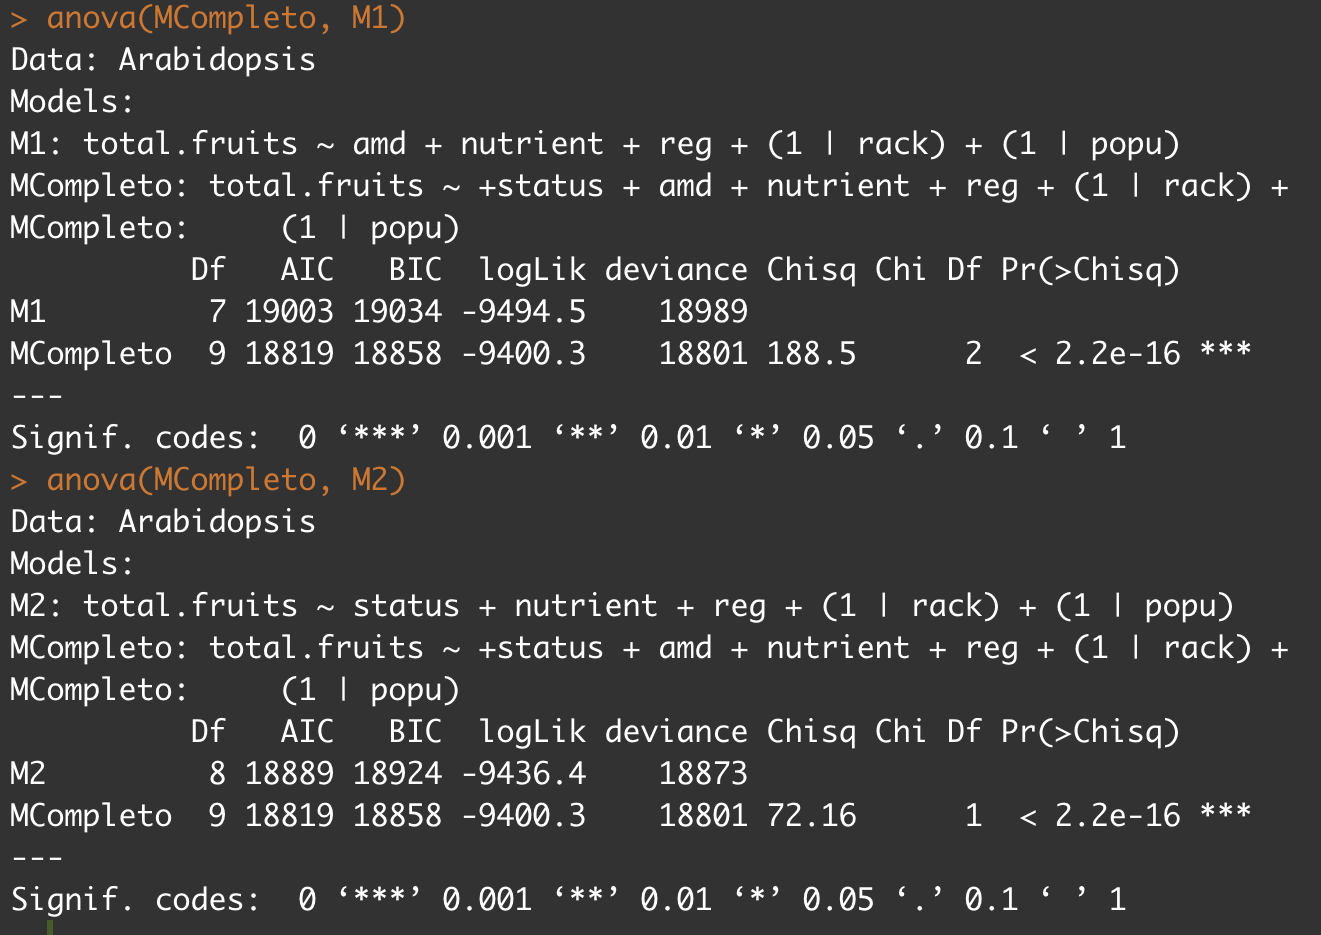 > anova(MCompleto, M1)
Data: Arabidopsis
Models:
M1: total.fruits ~ amd + nutrient + reg + (1 | rack) + (1 | popu)
MCompleto: total.fruits ~ +status + amd + nutrient + reg + (1 | rack) +
MCompleto:     (1 | popu)
          Df   AIC   BIC  logLik deviance Chisq Chi Df Pr(>Chisq)
M1         7 19003 19034 -9494.5    18989
MCompleto  9 18819 18858 -9400.3    18801 188.5      2  < 2.2e-16 ***
---
Signif. codes:  0 ‘***’ 0.001 ‘**’ 0.01 ‘*’ 0.05 ‘.’ 0.1 ‘ ’ 1
> anova(MCompleto, M2)
Data: Arabidopsis
Models:
M2: total.fruits ~ status + nutrient + reg + (1 | rack) + (1 | popu)
MCompleto: total.fruits ~ +status + amd + nutrient + reg + (1 | rack) +
MCompleto:     (1 | popu)
          Df   AIC   BIC  logLik deviance Chisq Chi Df Pr(>Chisq)
M2         8 18889 18924 -9436.4    18873
MCompleto  9 18819 18858 -9400.3    18801 72.16      1  < 2.2e-16 ***
---
Signif. codes:  0 ‘***’ 0.001 ‘**’ 0.01 ‘*’ 0.05 ‘.’ 0.1 ‘ ’ 1